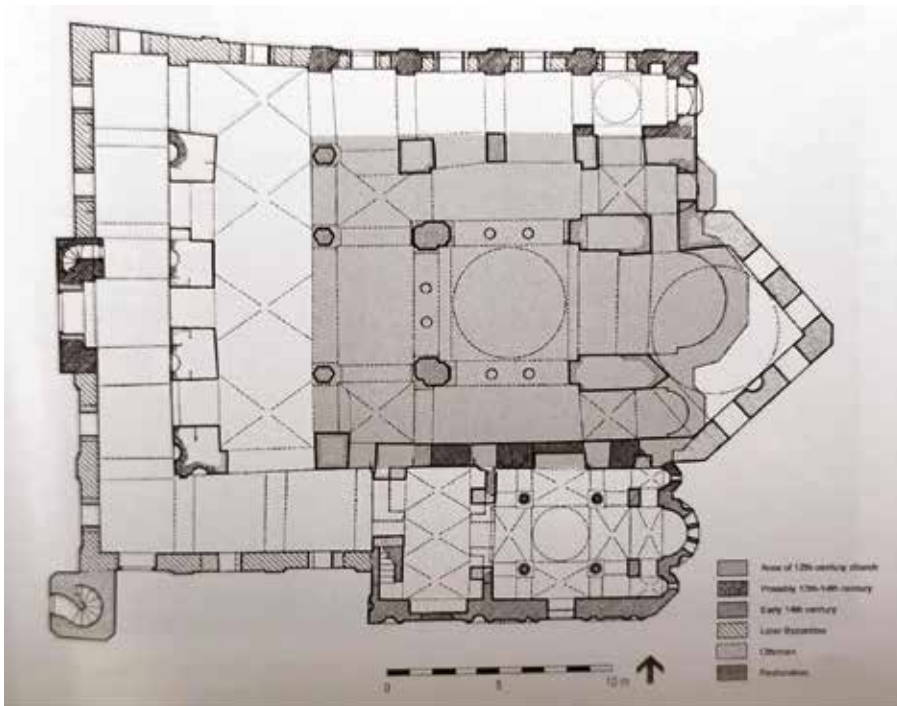 Area of 12th-century church
Possibly 13th-14th century
Early 14th century
Later Byzantine
Ottoman
Restoration
0 5 10 m